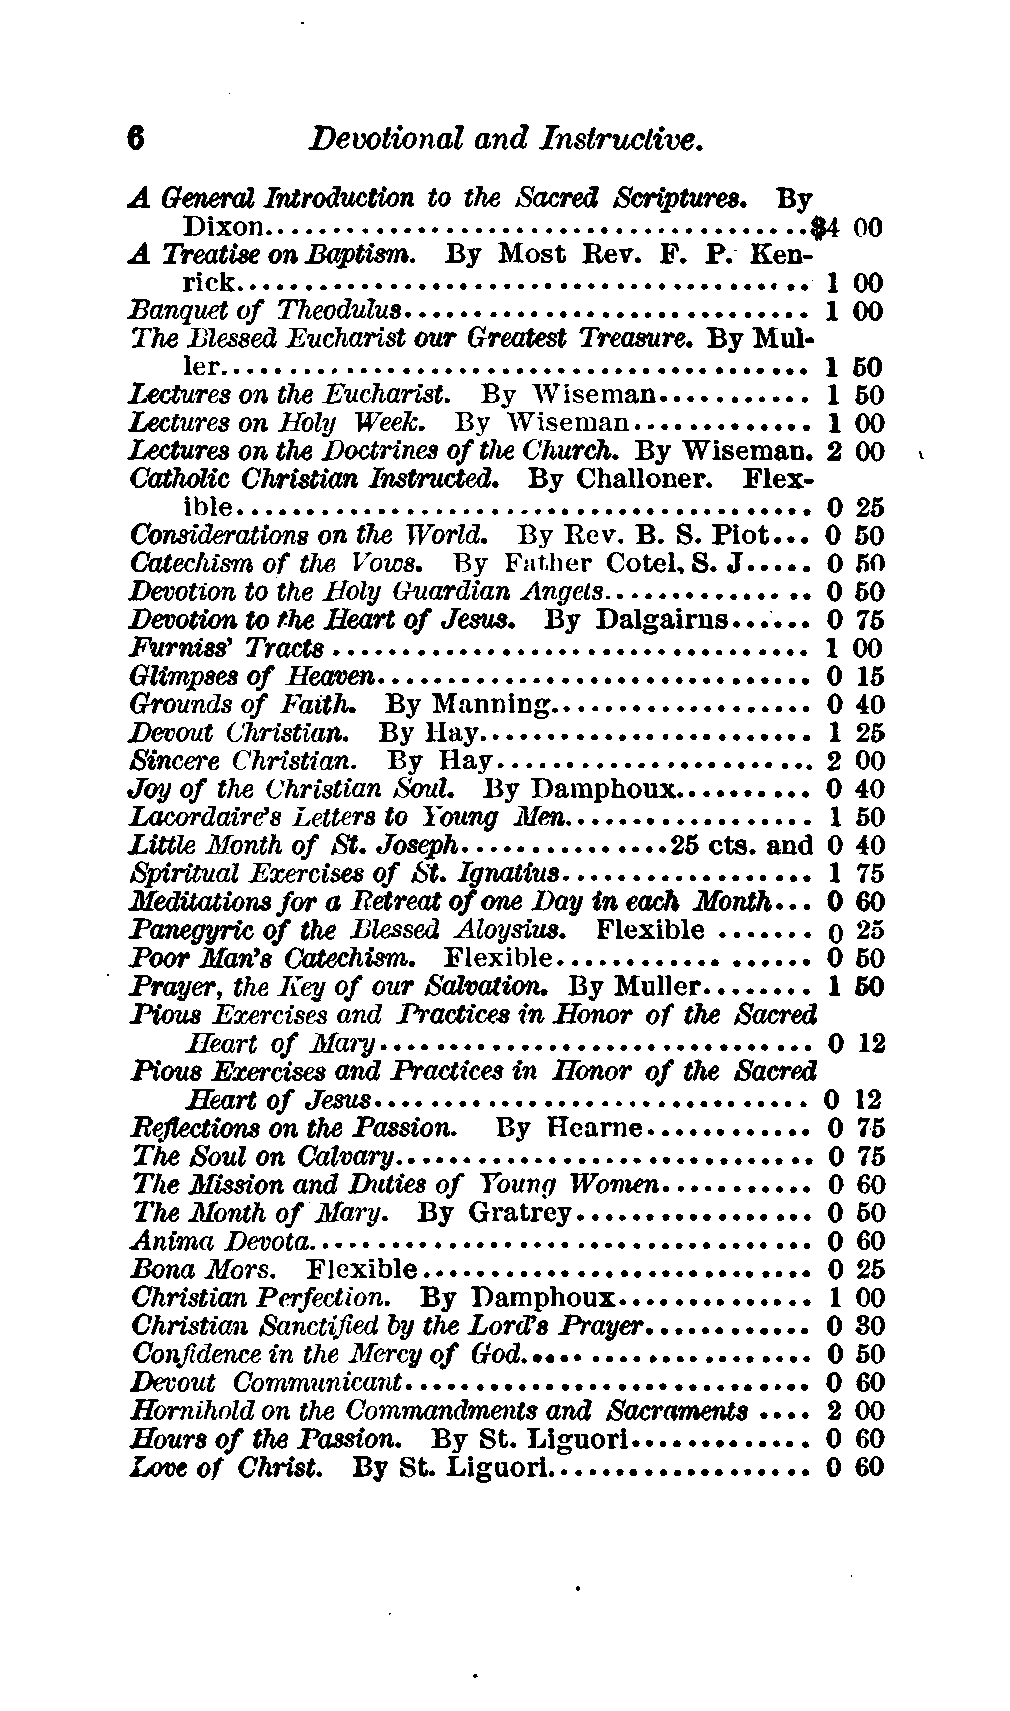 6 Devotional and Instructive.
A General Introduction to the Sacred Scriptures. By
Dixon........................................$4 00
A Treatise on Baptism. By Most Rev. F. P. Ken-
rick.......................................... 1 00
Banquet of Theodulus............................. 1 00
The Blessed Eucharist our Greatest Treasure. By Mul-
ler.......................................... 1 50
Lectures on the Eucharist. By Wiseman........... 1 50
Lectures on Holy Week. By Wiseman............. 1 00
Lectures on the Doctrines of the Church. By Wiseman. 2 00
Catholic Christian Instructed. By Challoner. Flex-
ible......................................... 0 25
Considerations on the World. By Rev. B. S. Piot... 0 50
Catechism of the Vows. By Father Cotel, S. J..... 0 50
Devotion to the Holy Guardian Angels............... 0 50
Devotion to the Heart of Jesus. By Dalgairns...... 0 75
Furniss' Tracts .................................. 1 00
Glimpses of Heaven............................... 0 15
Grounds of Faith. By Manning................... 0 40
Devout Christian. By Hay........................ 1 25
Sincere Christian. By Hay....................... 2 00
Joy of the Christian Soul. By Damphoux.......... 0 40
Lacordaire's Letters to Young Men.................. 1 50
Little Month of St. Joseph...............25 cts. and 0 40
Spiritual Exercises of St. Ignatius.................. 1 75
Meditations for a Retreat of one Day in each Month... 0 60
Panegyric of the Blessed Aloysius. Flexible ....... 0 25
Poor Man's Catechism. Flexible.................. 0 50
Prayer, the Key of our Salvation. By Muller........ 1 50
Pious Exercises and Practices in Honor of the Sacred
Heart of Mary............................... 0 12
Pious Exercises and Practices in Honor of the Sacred
Heart of Jesus............................... 0 12
Reflections on the Passion. By Hearne............ 0 75
The Soul on Calvary.............................. 0 75
The Mission and Duties of Young Women........... 0 60
The Month of Mary. By Gratrey................. 0 50
Anima Devota.................................... 0 60
Bona Mors. Flexible............................ 0 25
Christian Perfection. By Damphoux.............. 1 00
Christian Sanctified by the Lord's Prayer............ 0 30
Confidence in the Mercy of God..................... 0 50
Devout Communicant............................. 0 60
Hornihold on the Commandments and Sacraments .... 2 00
Hours of the Passion. By St. Liguori............. 0 60
Love of Christ. By St. Liguori................... 0 60